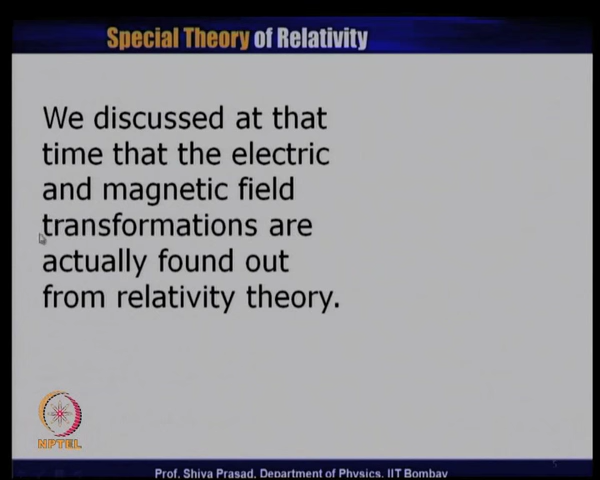 Special Theory of Relativity
We discussed at that
time that the electric
and magnetic field
transformations are
actually found out
from relativity theory.
NPTEL
Prof. Shiva Prasad, Department of Physics, IIT Bombay